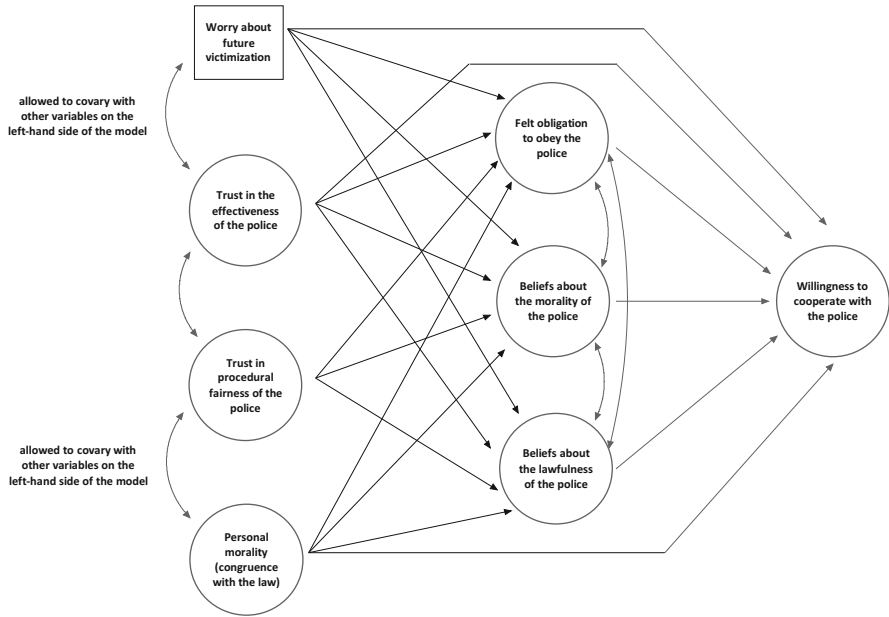 Worry about
future
victimization
allowed to covary with
other variables on the
left-hand side of the model
Felt obligation
to obey the
police
Trust in the
effectiveness
of the police
Beliefs about
the morality of
the police
Willingness to
cooperate with
the police
Trust in
procedural
fairness of the
police
allowed to covary with
other variables on the
left-hand side of the model
Beliefs about
the lawfulness
of the police
Personal
morality
(congruence
with the law)